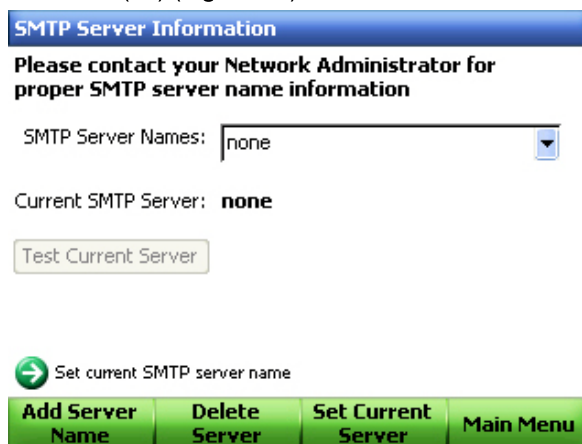 SMTP Server Information
Please contact your Network Administrator for
proper SMTP server name information
SMTP Server Names: none
Current SMTP Server: none
Test Current Server
Set current SMTP server name
Add Server Name
Delete Server
Set Current Server
Main Menu